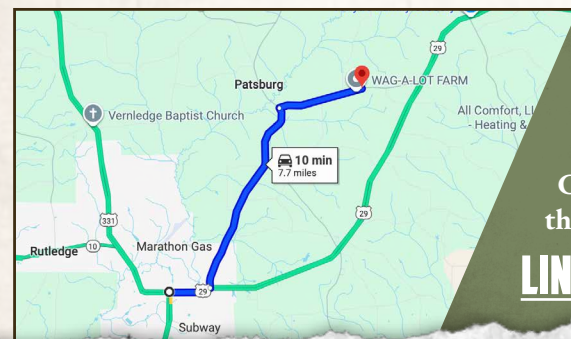 29
WAG-A-LOT FARM
Patsburg
Vernledge Baptist Church
All Comfort,
- Heating &
10 min
7.7 miles
331
29
Rutledge
10
Marathon Gas
29
Subway
LIN